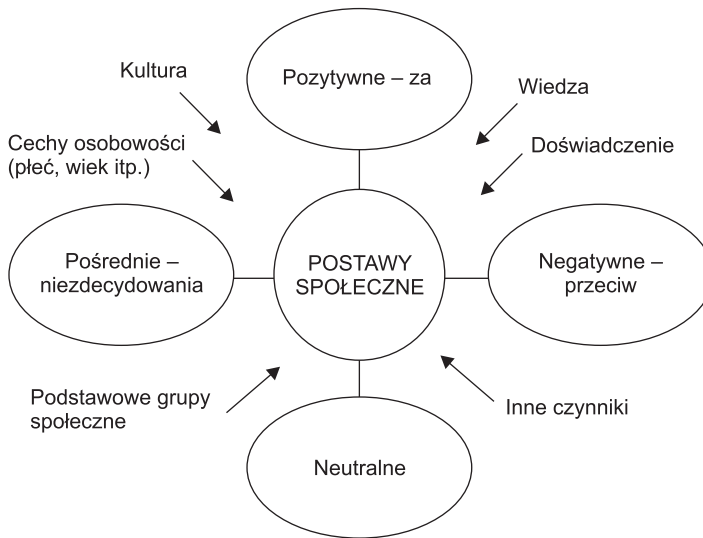 Kultura
Pozytywne – za
Wiedza
Cechy osobowości
(płeć, wiek itp.)
Doświadczenie
Pośrednie –
niezdecydowania
POSTAWY
SPOŁECZNE
Negatywne –
przeciw
Podstawowe grupy
społeczne
Inne czynniki
Neutralne